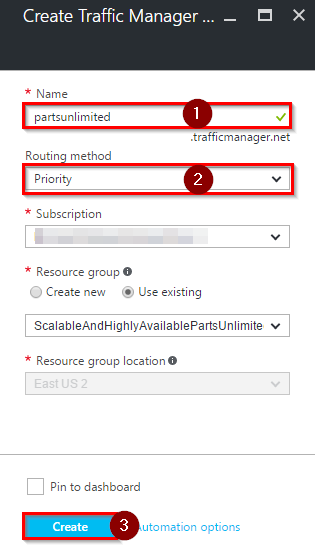 Create Traffic Manager ...
* Name
partsunlimited
1
.trafficmanager.net
Routing method
Priority
2
* Subscription
* Resource group
Create new
Use existing
ScalableAndHighlyAvailablePartsUnlimite
* Resource group location
East US 2
Pin to dashboard
Create
3
Automation options